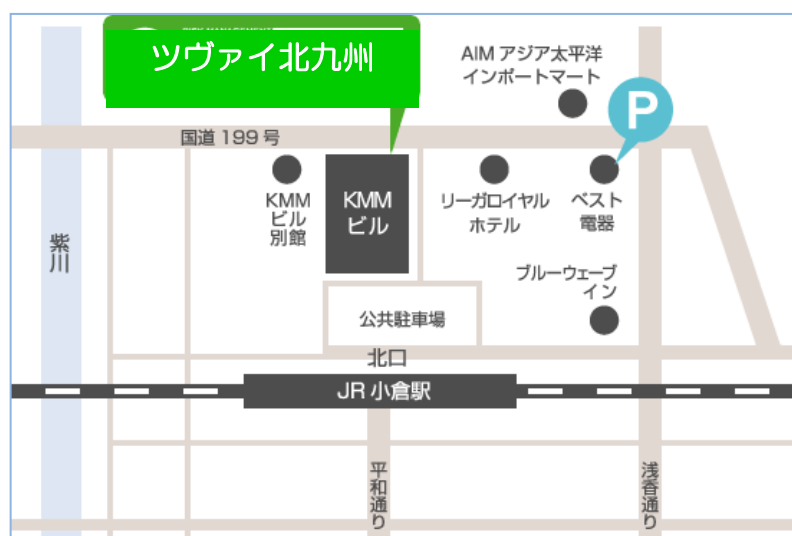 ツヴァイ北九州
AIM アジア太平洋
インポートマート
P
国道 199 号
KMM
ビル
別館
KMM
ビル
リーガロイヤル
ホテル
ベスト
電器
紫川
ブルーウェーブ
イン
公共駐車場
北口
JR 小倉駅
平和通り
浅香通り